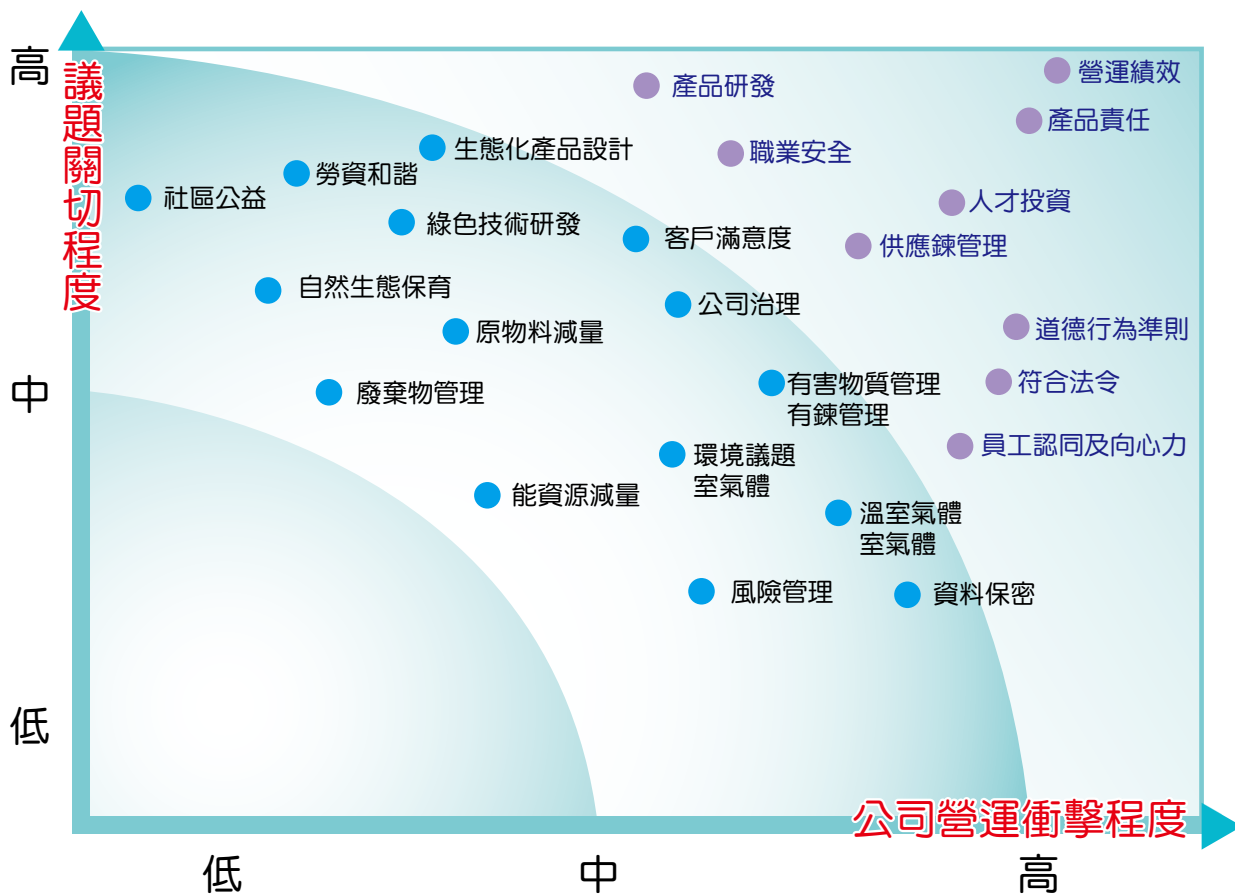 高
議題關切程度
產品研發
營運績效
產品責任
生態化產品設計
職業安全
勞資和諧
社區公益
人才投資
綠色技術研發
客戶滿意度
供應鍊管理
自然生態保育
公司治理
原物料減量
道德行為準則
中
廢棄物管理
有害物質管理
有鍊管理
符合法令
環境議題
室氣體
員工認同及向心力
能資源減量
溫室氣體
室氣體
風險管理
資料保密
低
公司營運衝擊程度
低
中
高